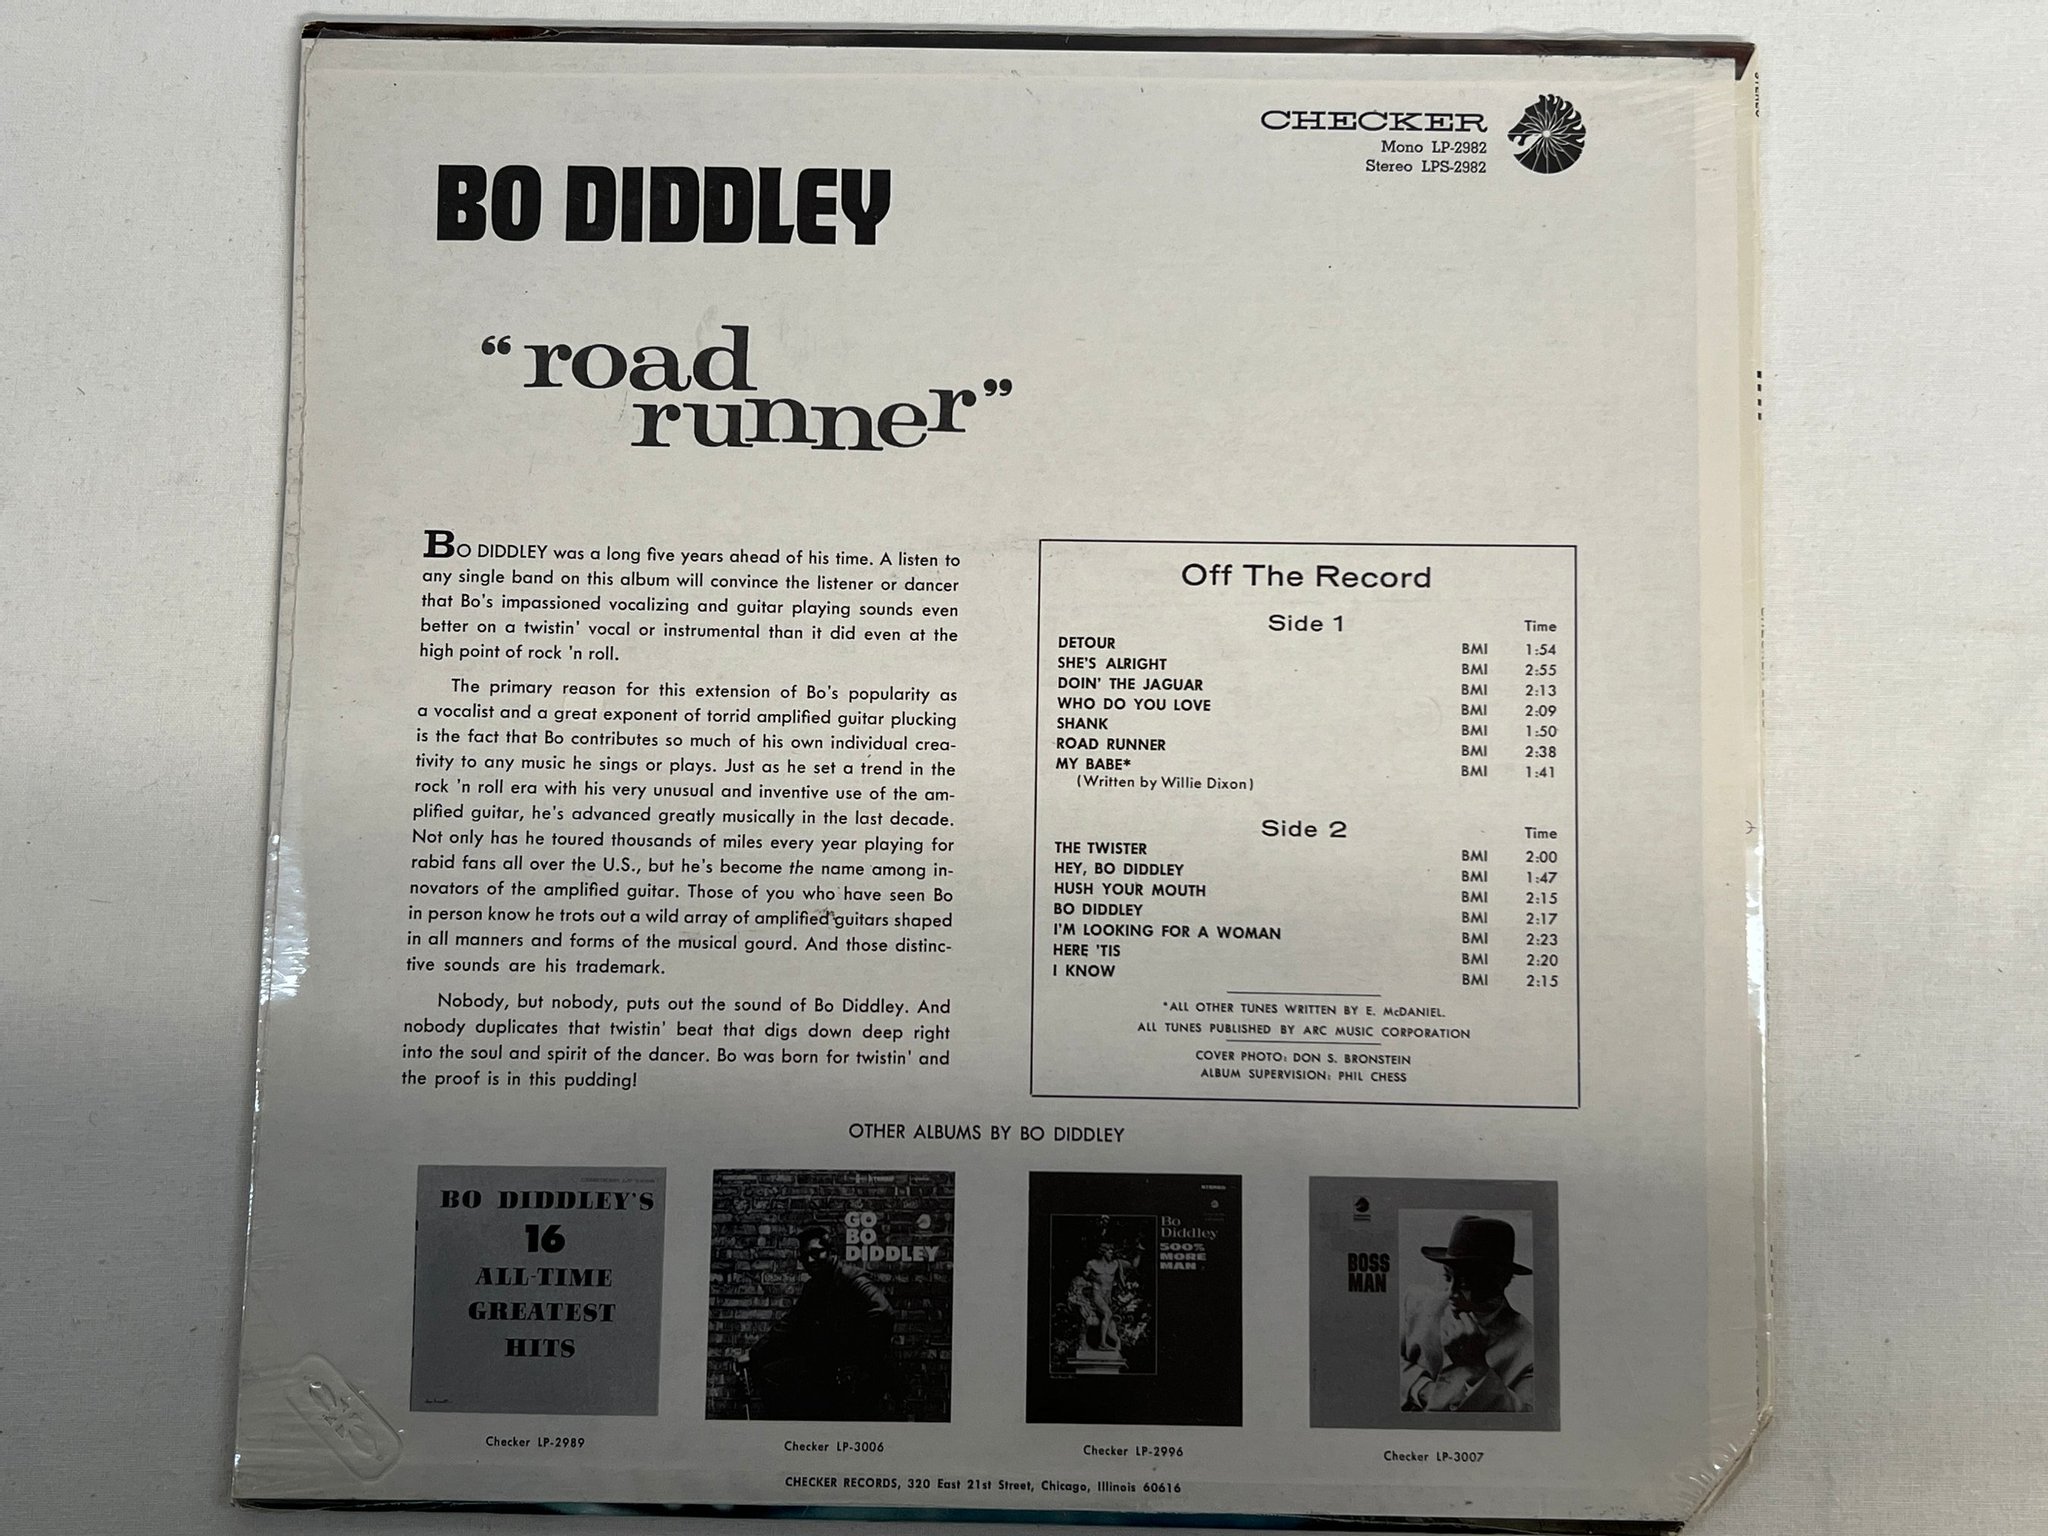 CHECKER
Mono LP-2982
Stereo LPS-2982
BO DIDDLEY
“road
runner”
BO DIDDLEY was a long five years ahead of his time. A listen to
any single band on this album will convince the listener or dancer
that Bo's impassioned vocalizing and guitar playing sounds even
better on a twistin' vocal or instrumental than it did even at the
high point of rock 'n roll.
The primary reason for this extension of Bo's popularity as
a vocalist and a great exponent of torrid amplified guitar plucking
is the fact that Bo contributes so much of his own individual crea-
tivity to any music he sings or plays. Just as he set a trend in the
rock 'n roll era with his very unusual and inventive use of the am-
plified guitar, he's advanced greatly musically in the last decade.
Not only has he toured thousands of miles every year playing for
rabid fans all over the U.S., but he's become the name among in-
novators of the amplified guitar. Those of you who have seen Bo
in person know he trots out a wild array of amplified guitars shaped
in all manners and forms of the musical gourd. And those distinc-
tive sounds are his trademark.
Nobody, but nobody, puts out the sound of Bo Diddley. And
nobody duplicates that twistin' beat that digs down deep right
into the soul and spirit of the dancer. Bo was born for twistin' and
the proof is in this pudding!
Off The Record
Side 1 Time
DETOUR BMI 1:54
SHE'S ALRIGHT BMI 2:55
DOIN' THE JAGUAR BMI 2:13
WHO DO YOU LOVE BMI 2:09
SHANK BMI 1:50
ROAD RUNNER BMI 2:38
MY BABE* BMI 1:41
(Written by Willie Dixon)
Side 2 Time
THE TWISTER BMI 2:00
HEY, BO DIDDLEY BMI 1:47
HUSH YOUR MOUTH BMI 2:15
BO DIDDLEY BMI 2:17
I'M LOOKING FOR A WOMAN BMI 2:23
HERE 'TIS BMI 2:20
I KNOW BMI 2:15
*ALL OTHER TUNES WRITTEN BY E. McDANIEL.
ALL TUNES PUBLISHED BY ARC MUSIC CORPORATION
COVER PHOTO: DON S. BRONSTEIN
ALBUM SUPERVISION: PHIL CHESS
OTHER ALBUMS BY BO DIDDLEY
BO DIDDLEY'S
16
ALL-TIME
GREATEST
HITS
GO
BO
DIDDLEY
STEREO
Bo
Diddley
500%
MORE
MAN
BOSS
MAN
Checker LP-2989
Checker LP-3006
Checker LP-2996
Checker LP-3007
CHECKER RECORDS, 320 East 21st Street, Chicago, Illinois 60616